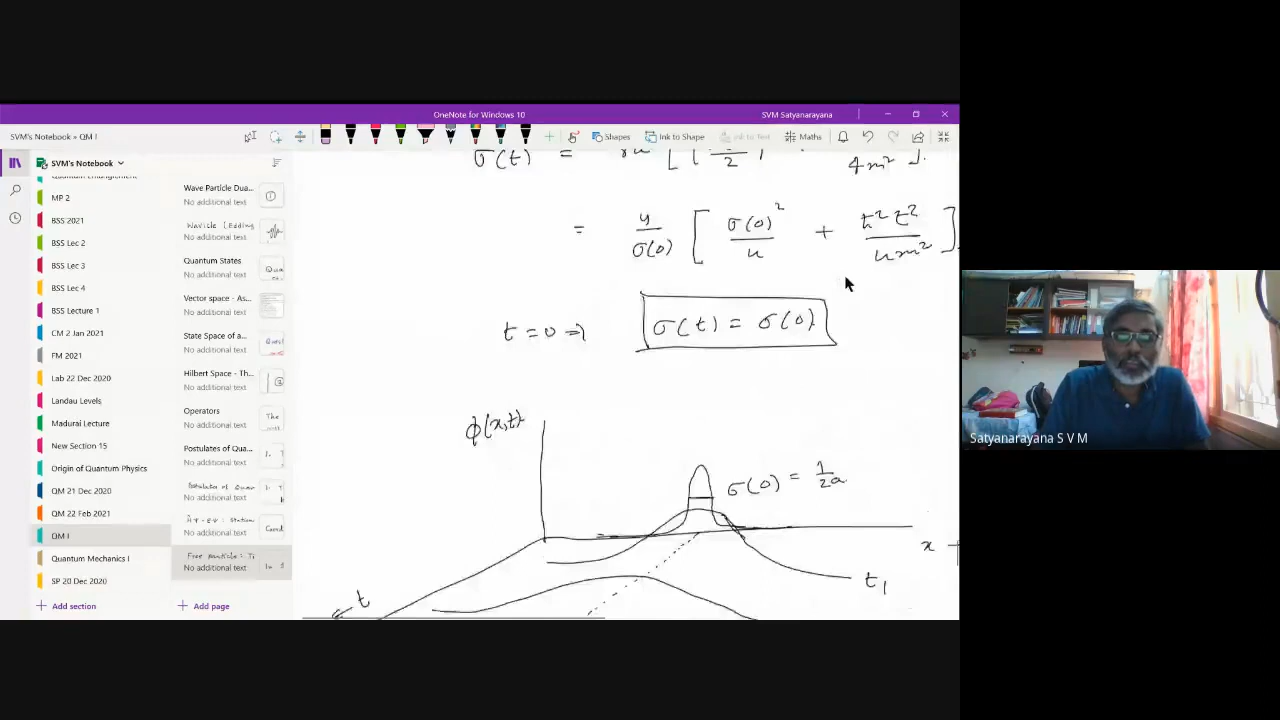 OneNote for Windows 10
SVM Satyanarayana
SVM's Notebook » QM I
Shapes
Ink to Shape
Ink to Text
Maths
SVM's Notebook
MP 2
BSS 2021
BSS Lec 2
BSS Lec 3
BSS Lec 4
BSS Lecture 1
CM 2 Jan 2021
FM 2021
Lab 22 Dec 2020
Landau Levels
Madurai Lecture
New Section 15
Origin of Quantum Physics
QM 21 Dec 2020
QM 22 Feb 2021
QM I
Quantum Mechanics I
SP 20 Dec 2020
Add section
Wave Particle Dua...
No additional text
No additional text
Quantum States
No additional text
Vector space - As...
No additional text
State Space of a...
No additional text
Hilbert Space - Th...
No additional text
Operators
No additional text
Postulates of Qua...
No additional text
No additional text
No additional text
Free particle: Ti
No additional text
Add page
σ(t) =
4m²
= 4/σ(0) [ σ(0)²/4 + ℏ²t²/4m² ]
t = 0 ⇒ σ(t) = σ(0)
ϕ(x,t)
σ(0) = 1/2a
x
t₁
t
Satyanarayana S V M